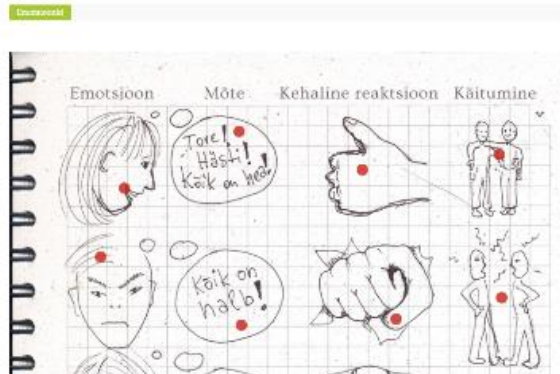 Emotsioon Mõte Kehaline reaktsioon Käitumine
Tore!
Hästi!
Kõik on hea!
Kõik on
halb!